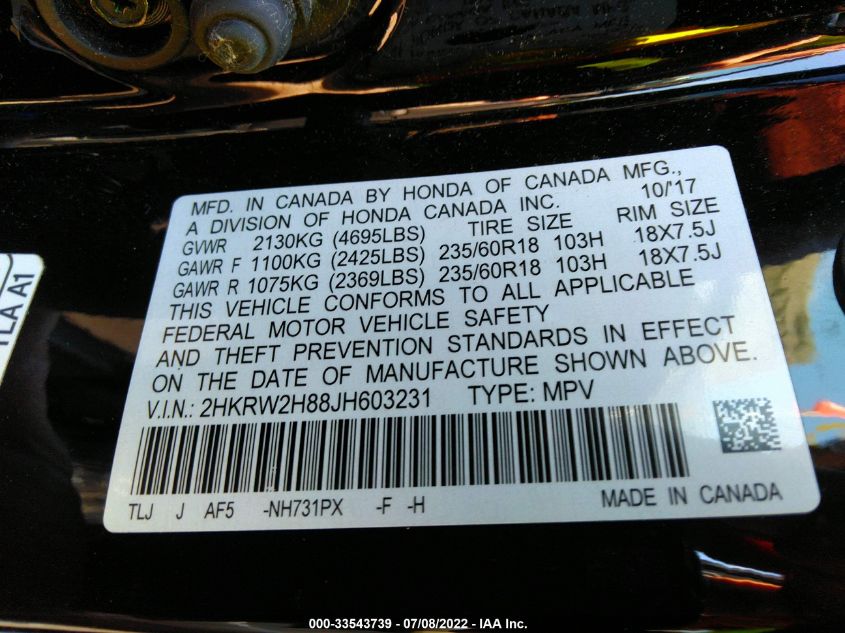 MFD. IN CANADA BY HONDA OF CANADA MFG.,
A DIVISION OF HONDA CANADA INC. 10/'17
GVWR 2130KG (4695LBS) TIRE SIZE RIM SIZE
GAWR F 1100KG (2425LBS) 235/60R18 103H 18X7.5J
GAWR R 1075KG (2369LBS) 235/60R18 103H 18X7.5J
THIS VEHICLE CONFORMS TO ALL APPLICABLE
FEDERAL MOTOR VEHICLE SAFETY
AND THEFT PREVENTION STANDARDS IN EFFECT
ON THE DATE OF MANUFACTURE SHOWN ABOVE.
V.I.N.: 2HKRW2H88JH603231 TYPE: MPV
TLJ J AF5 -NH731PX -F -H MADE IN CANADA
TLA A1
000-33543739 - 07/08/2022 - IAA Inc.